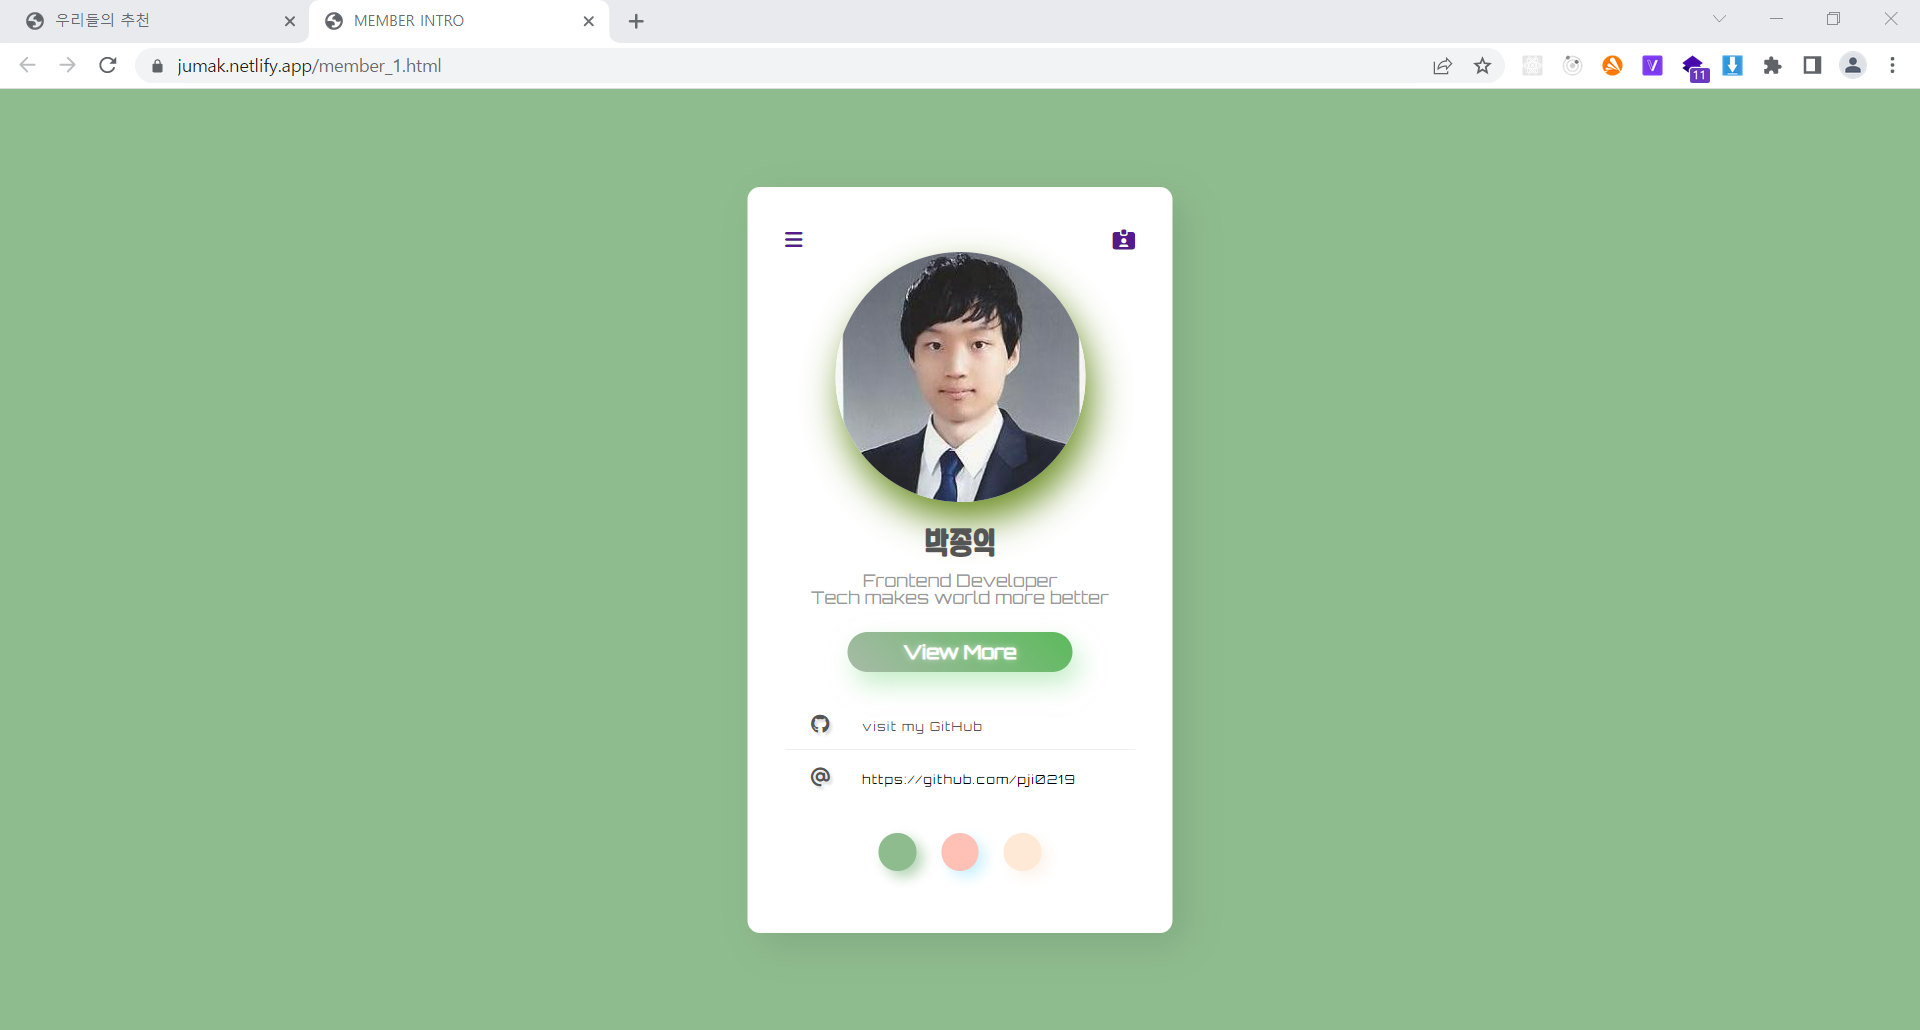 우리들의 추천
MEMBER INTRO
jumak.netlify.app/member_1.html
11
박종익
Frontend Developer
Tech makes world more better
View More
visit my GitHub
https://github.com/pji0219